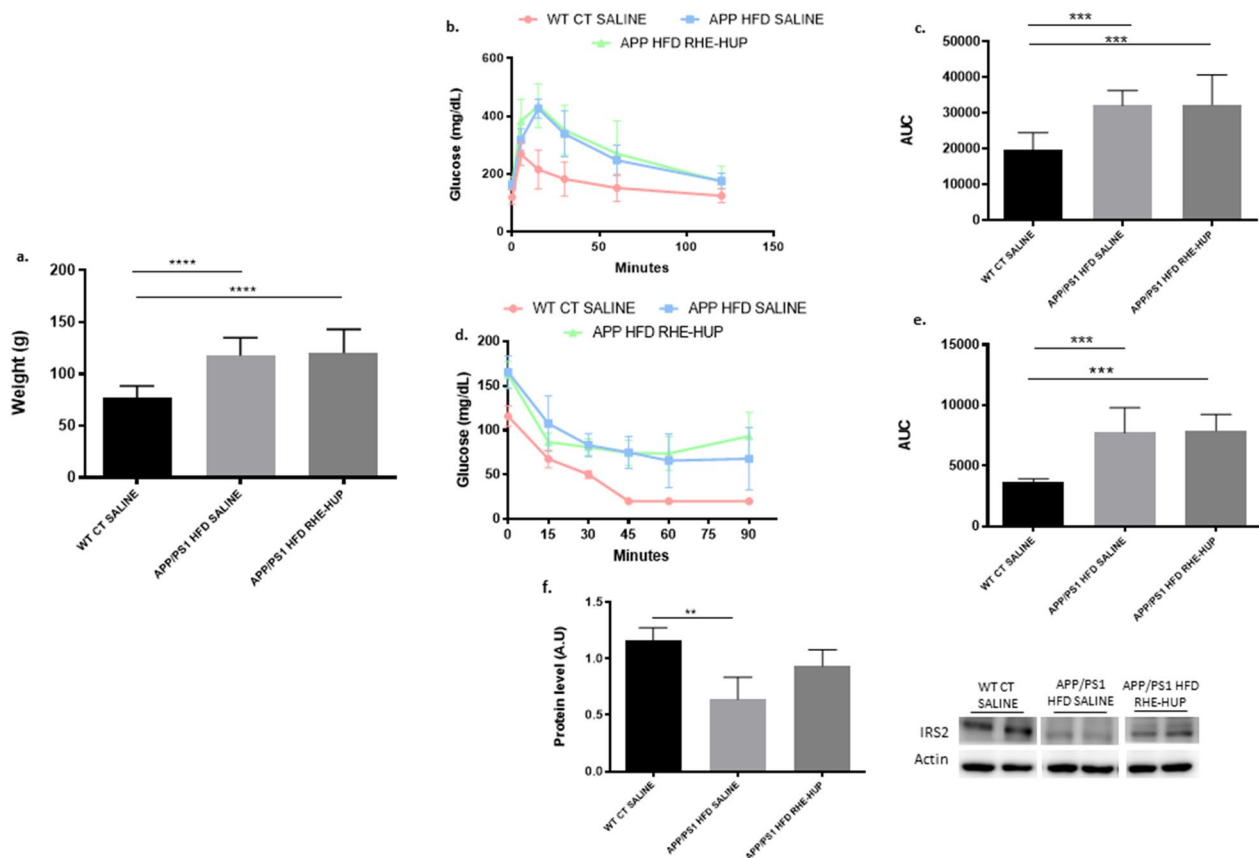 a.
****
****
200
150
100
50
0
Weight (g)
WT CT SALINE
APP/PS1 HFD SALINE
APP/PS1 HFD RHE-HUP
b.
WT CT SALINE
APP HFD SALINE
APP HFD RHE-HUP
600
400
200
0
Glucose (mg/dL)
0
50
100
150
Minutes
c.
***
***
50000
40000
30000
20000
10000
0
AUC
WT CT SALINE
APP/PS1 HFD SALINE
APP/PS1 HFD RHE-HUP
d.
WT CT SALINE
APP HFD SALINE
APP HFD RHE-HUP
200
150
100
50
0
Glucose (mg/dL)
0
15
30
45
60
75
90
Minutes
e.
***
***
15000
10000
5000
0
AUC
WT CT SALINE
APP/PS1 HFD SALINE
APP/PS1 HFD RHE-HUP
f.
**
1.5
1.0
0.5
0.0
Protein level (A.U)
WT CT SALINE
APP/PS1 HFD SALINE
APP/PS1 HFD RHE-HUP
WT CT
SALINE
APP/PS1
HFD SALINE
APP/PS1 HFD
RHE-HUP
IRS2
Actin